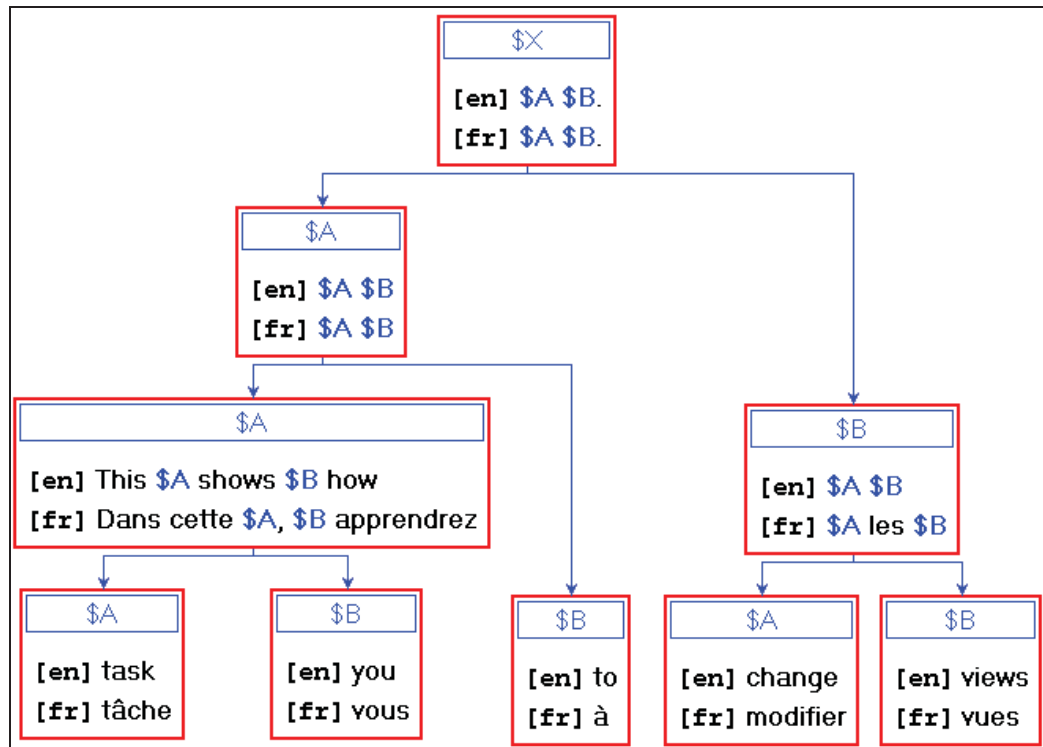 $X
[en] $A $B.
[fr] $A $B.
$A
[en] $A $B
[fr] $A $B
$A
[en] This $A shows $B how
[fr] Dans cette $A, $B apprendrez
$B
[en] $A $B
[fr] $A les $B
$A
[en] task
[fr] tâche
$B
[en] you
[fr] vous
$B
[en] to
[fr] à
$A
[en] change
[fr] modifier
$B
[en] views
[fr] vues